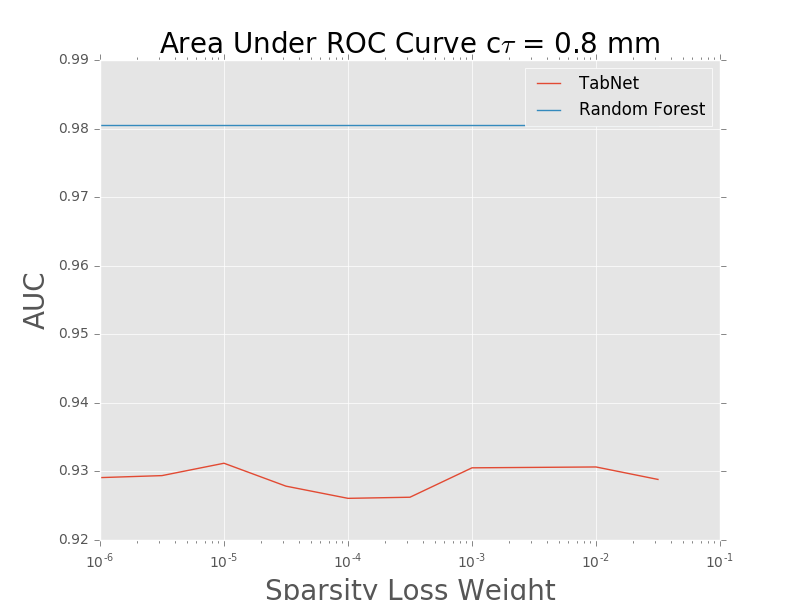 Area Under ROC Curve cτ = 0.8 mm
TabNet
Random Forest
0.99
0.98
0.97
0.96
0.95
0.94
0.93
0.92
AUC
10⁻⁶ 10⁻⁵ 10⁻⁴ 10⁻³ 10⁻² 10⁻¹
Sparsity Loss Weight